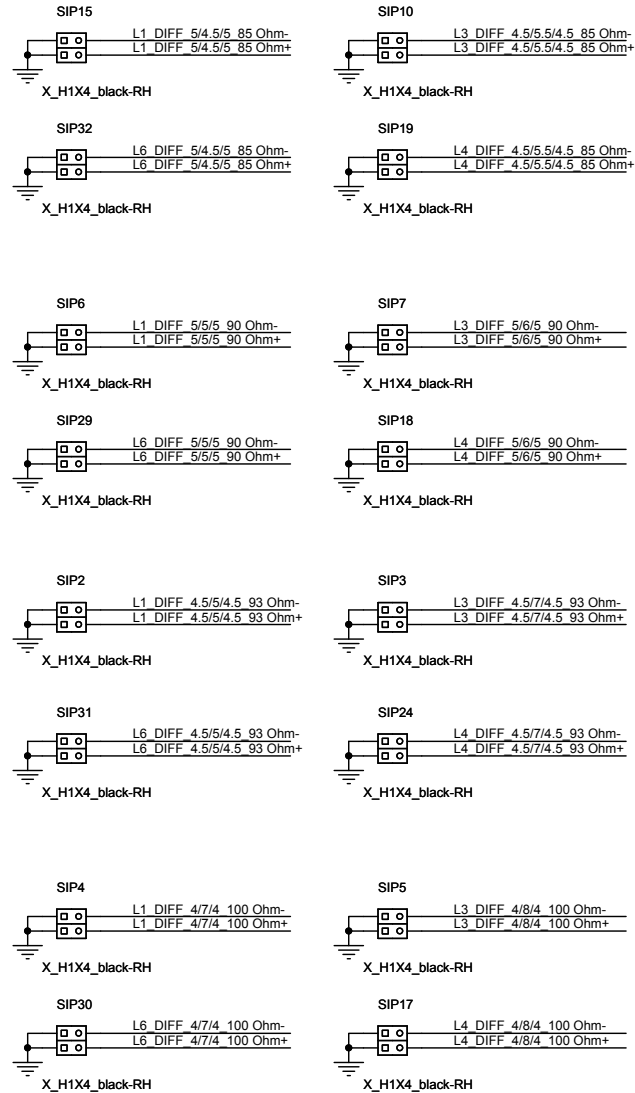 SIP15
L1_DIFF_5/4.5/5_85 Ohm-
L1_DIFF_5/4.5/5_85 Ohm+
X_H1X4_black-RH
SIP10
L3_DIFF_4.5/5.5/4.5_85 Ohm-
L3_DIFF_4.5/5.5/4.5_85 Ohm+
X_H1X4_black-RH
SIP32
L6_DIFF_5/4.5/5_85 Ohm-
L6_DIFF_5/4.5/5_85 Ohm+
X_H1X4_black-RH
SIP19
L4_DIFF_4.5/5.5/4.5_85 Ohm-
L4_DIFF_4.5/5.5/4.5_85 Ohm+
X_H1X4_black-RH
SIP6
L1_DIFF_5/5/5_90 Ohm-
L1_DIFF_5/5/5_90 Ohm+
X_H1X4_black-RH
SIP7
L3_DIFF_5/6/5_90 Ohm-
L3_DIFF_5/6/5_90 Ohm+
X_H1X4_black-RH
SIP29
L6_DIFF_5/5/5_90 Ohm-
L6_DIFF_5/5/5_90 Ohm+
X_H1X4_black-RH
SIP18
L4_DIFF_5/6/5_90 Ohm-
L4_DIFF_5/6/5_90 Ohm+
X_H1X4_black-RH
SIP2
L1_DIFF_4.5/5/4.5_93 Ohm-
L1_DIFF_4.5/5/4.5_93 Ohm+
X_H1X4_black-RH
SIP3
L3_DIFF_4.5/7/4.5_93 Ohm-
L3_DIFF_4.5/7/4.5_93 Ohm+
X_H1X4_black-RH
SIP31
L6_DIFF_4.5/5/4.5_93 Ohm-
L6_DIFF_4.5/5/4.5_93 Ohm+
X_H1X4_black-RH
SIP24
L4_DIFF_4.5/7/4.5_93 Ohm-
L4_DIFF_4.5/7/4.5_93 Ohm+
X_H1X4_black-RH
SIP4
L1_DIFF_4/7/4_100 Ohm-
L1_DIFF_4/7/4_100 Ohm+
X_H1X4_black-RH
SIP5
L3_DIFF_4/8/4_100 Ohm-
L3_DIFF_4/8/4_100 Ohm+
X_H1X4_black-RH
SIP30
L6_DIFF_4/7/4_100 Ohm-
L6_DIFF_4/7/4_100 Ohm+
X_H1X4_black-RH
SIP17
L4_DIFF_4/8/4_100 Ohm-
L4_DIFF_4/8/4_100 Ohm+
X_H1X4_black-RH